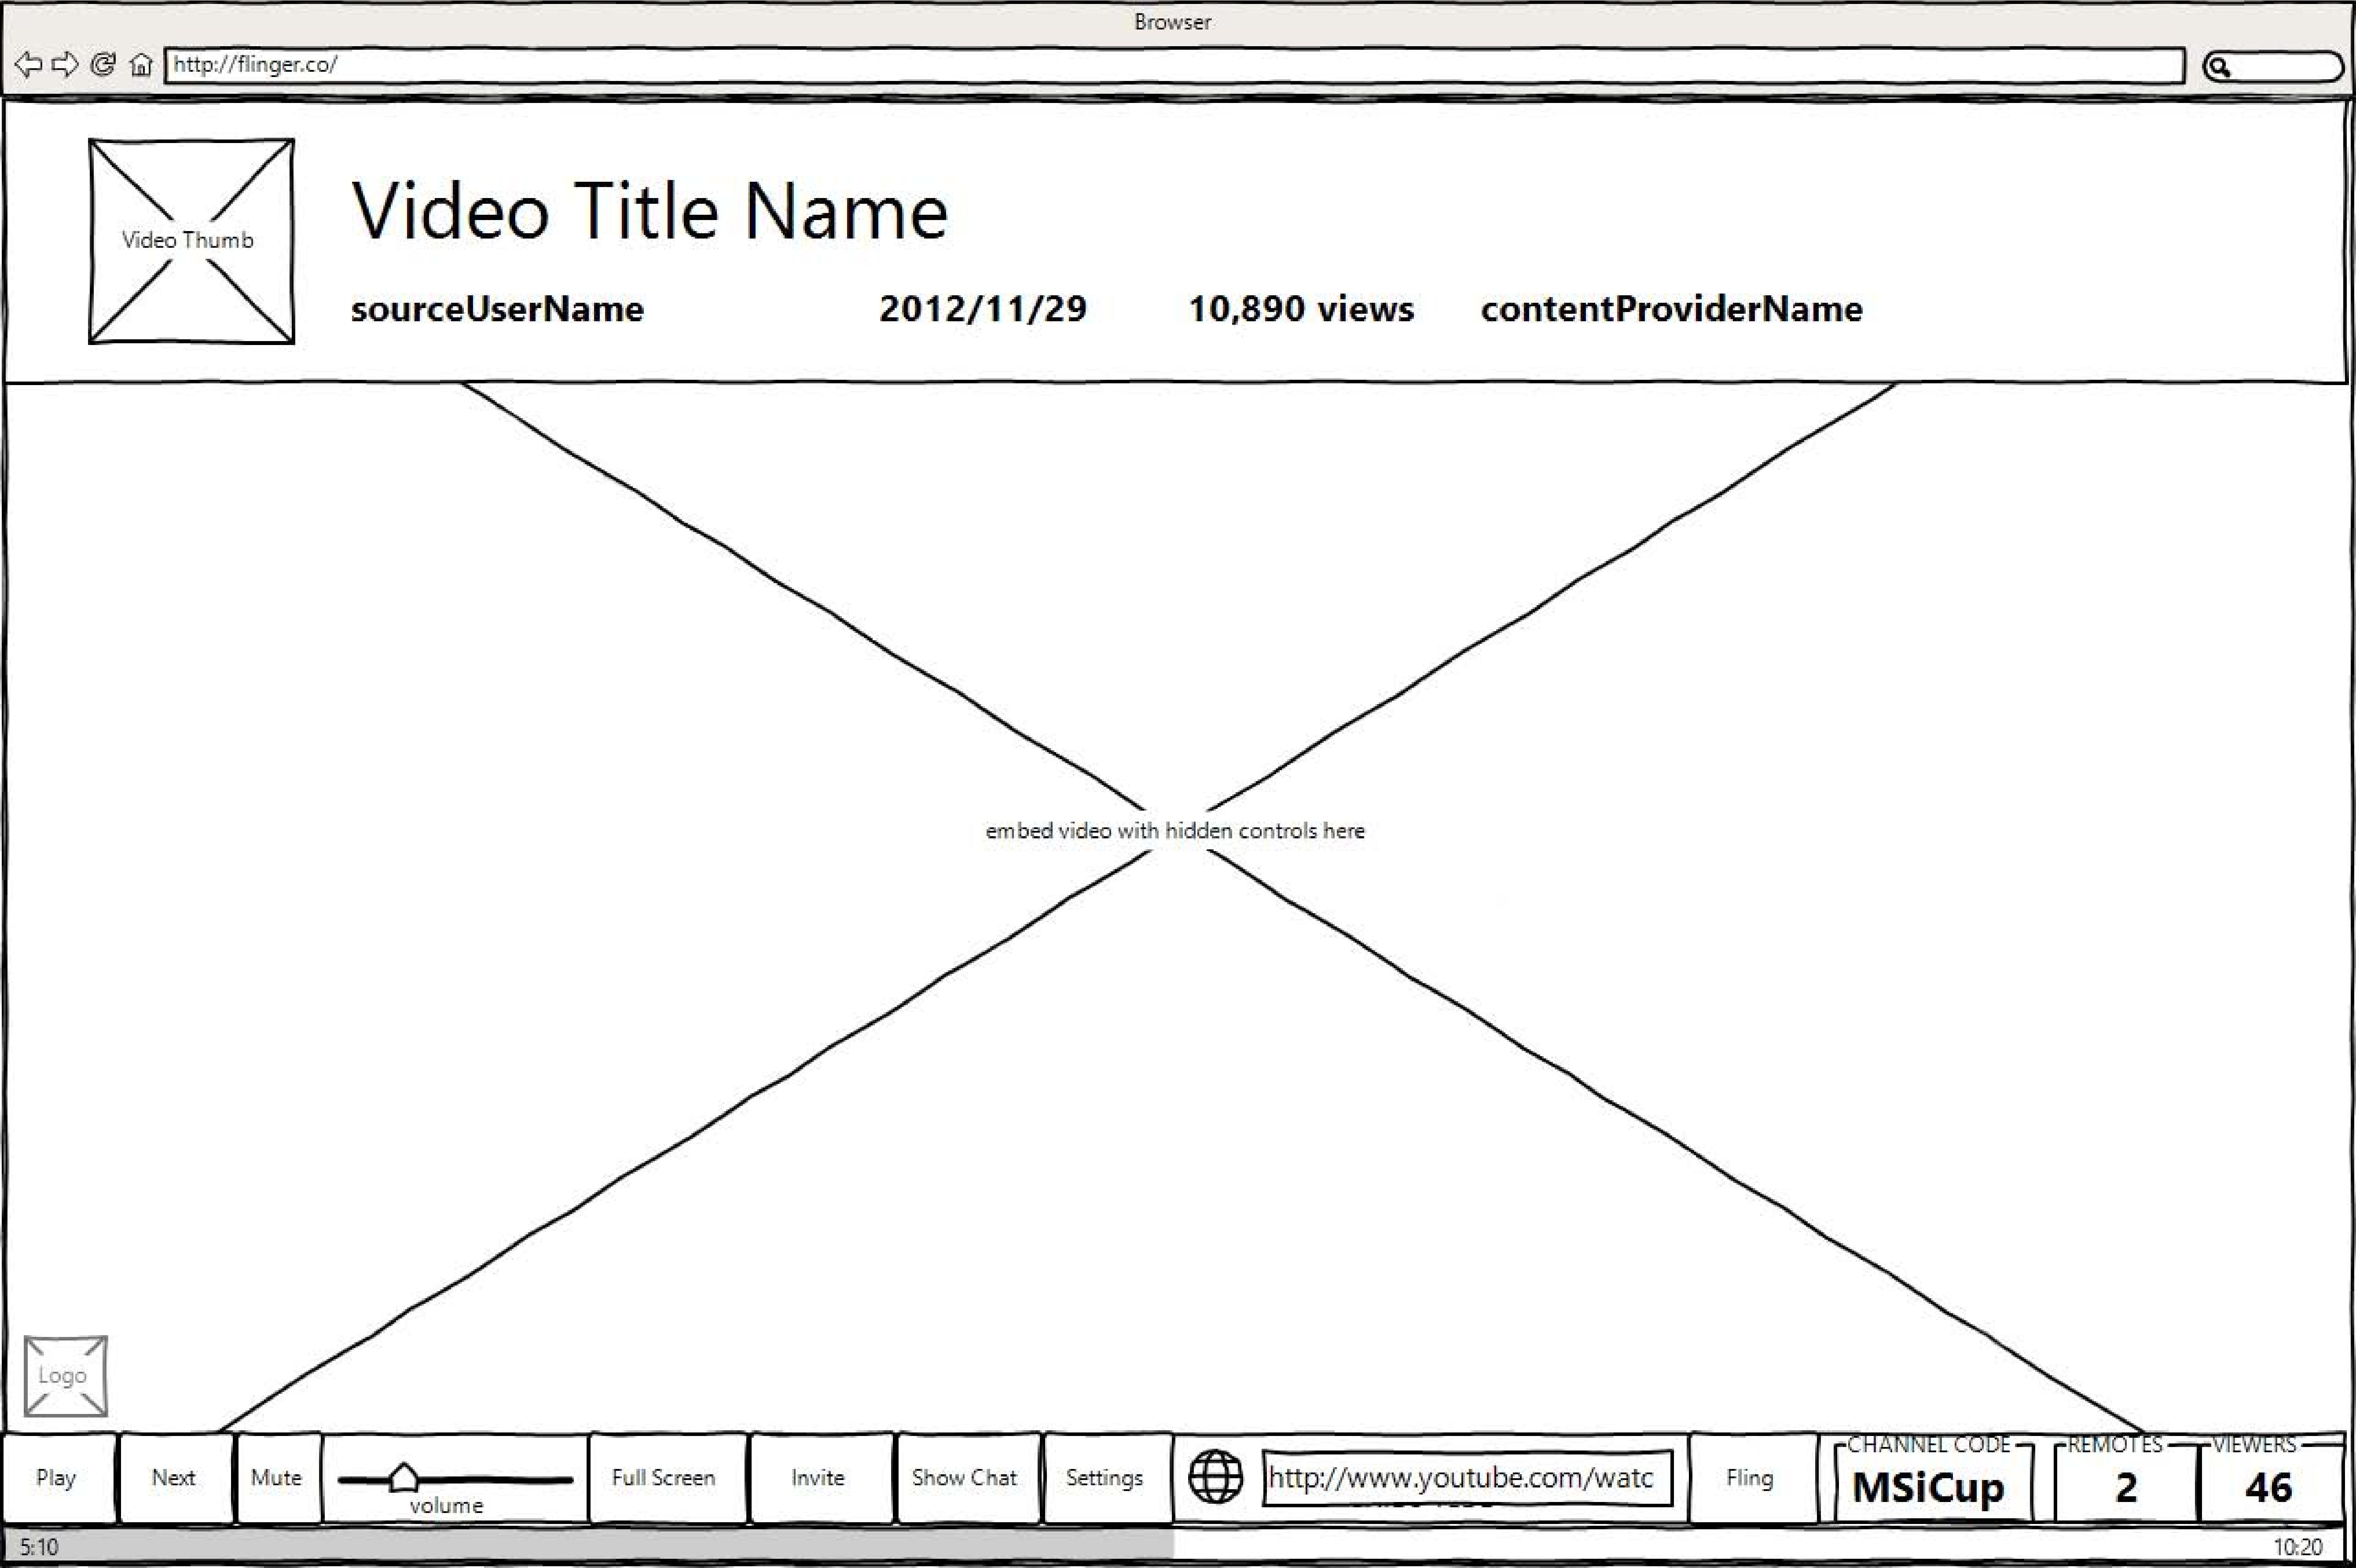 Browser
http://flinger.co/
Video Thumb
Video Title Name
sourceUserName 2012/11/29 10,890 views contentProviderName
embed video with hidden controls here
Logo
Play Next Mute volume Full Screen Invite Show Chat Settings http://www.youtube.com/watc Fling
CHANNEL CODE REMOTES VIEWERS
MSiCup 2 46
5:10 10:20